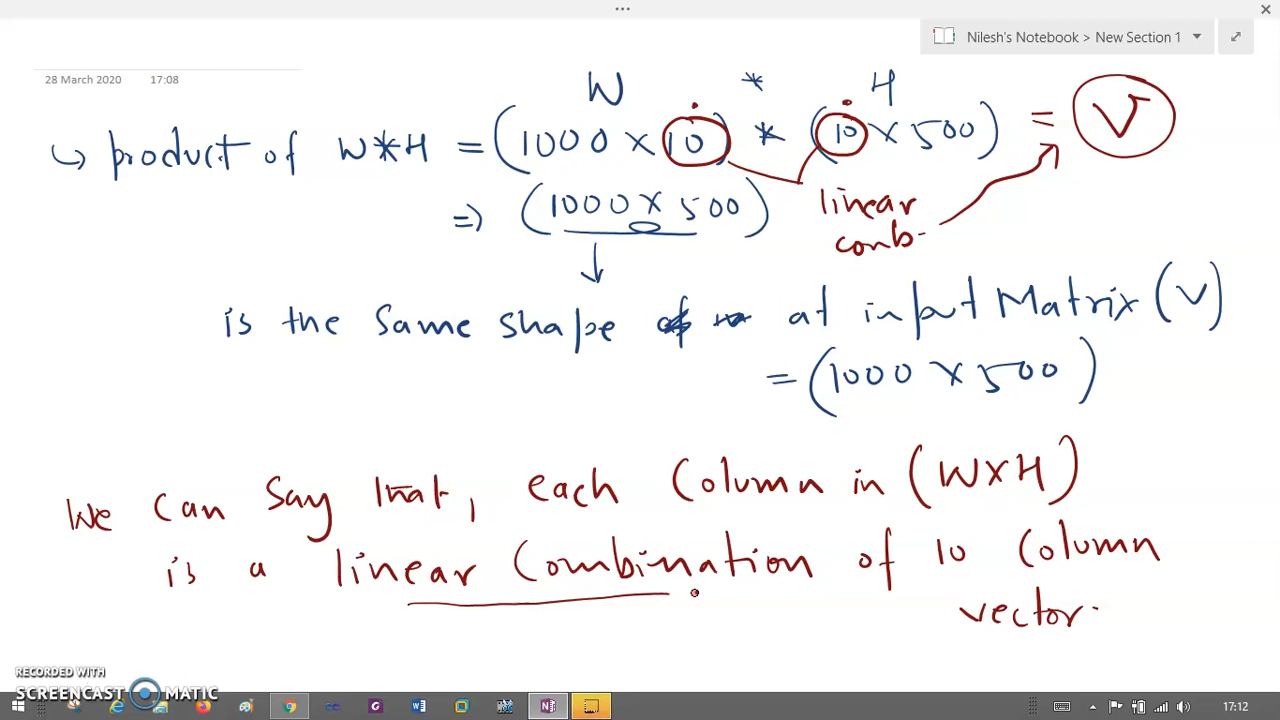 ...
Nilesh's Notebook > New Section 1
28 March 2020 17:08
W * H
↳ product of W*H = (1000 × 10) * (10 × 500) = V
=> (1000 × 500)
linear
comb-
↓
is the same shape at input Matrix (V)
= (1000 × 500)
We can say that, each Column in (W×H)
is a linear Combination of 10 Column
vector.
RECORDED WITH
SCREENCAST MATIC
17:12